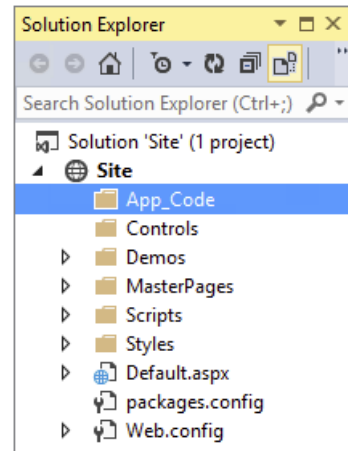 Solution Explorer
Search Solution Explorer (Ctrl+;)
Solution 'Site' (1 project)
Site
App_Code
Controls
Demos
MasterPages
Scripts
Styles
Default.aspx
packages.config
Web.config